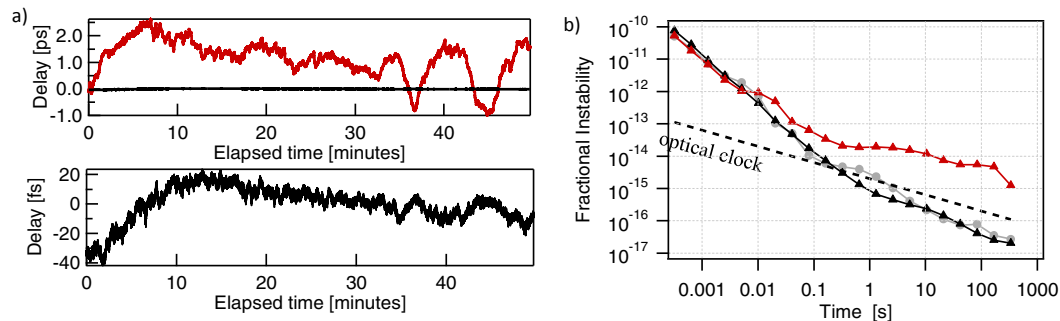 a)
Delay [ps]
2.0
1.0
0.0
-1.0
0 10 20 30 40
Elapsed time [minutes]
Delay [fs]
20
0
-20
-40
0 10 20 30 40
Elapsed time [minutes]
b)
Fractional Instability
10-10
10-11
10-12
10-13
10-14
10-15
10-16
10-17
optical clock
0.001 0.01 0.1 1 10 100 1000
Time [s]